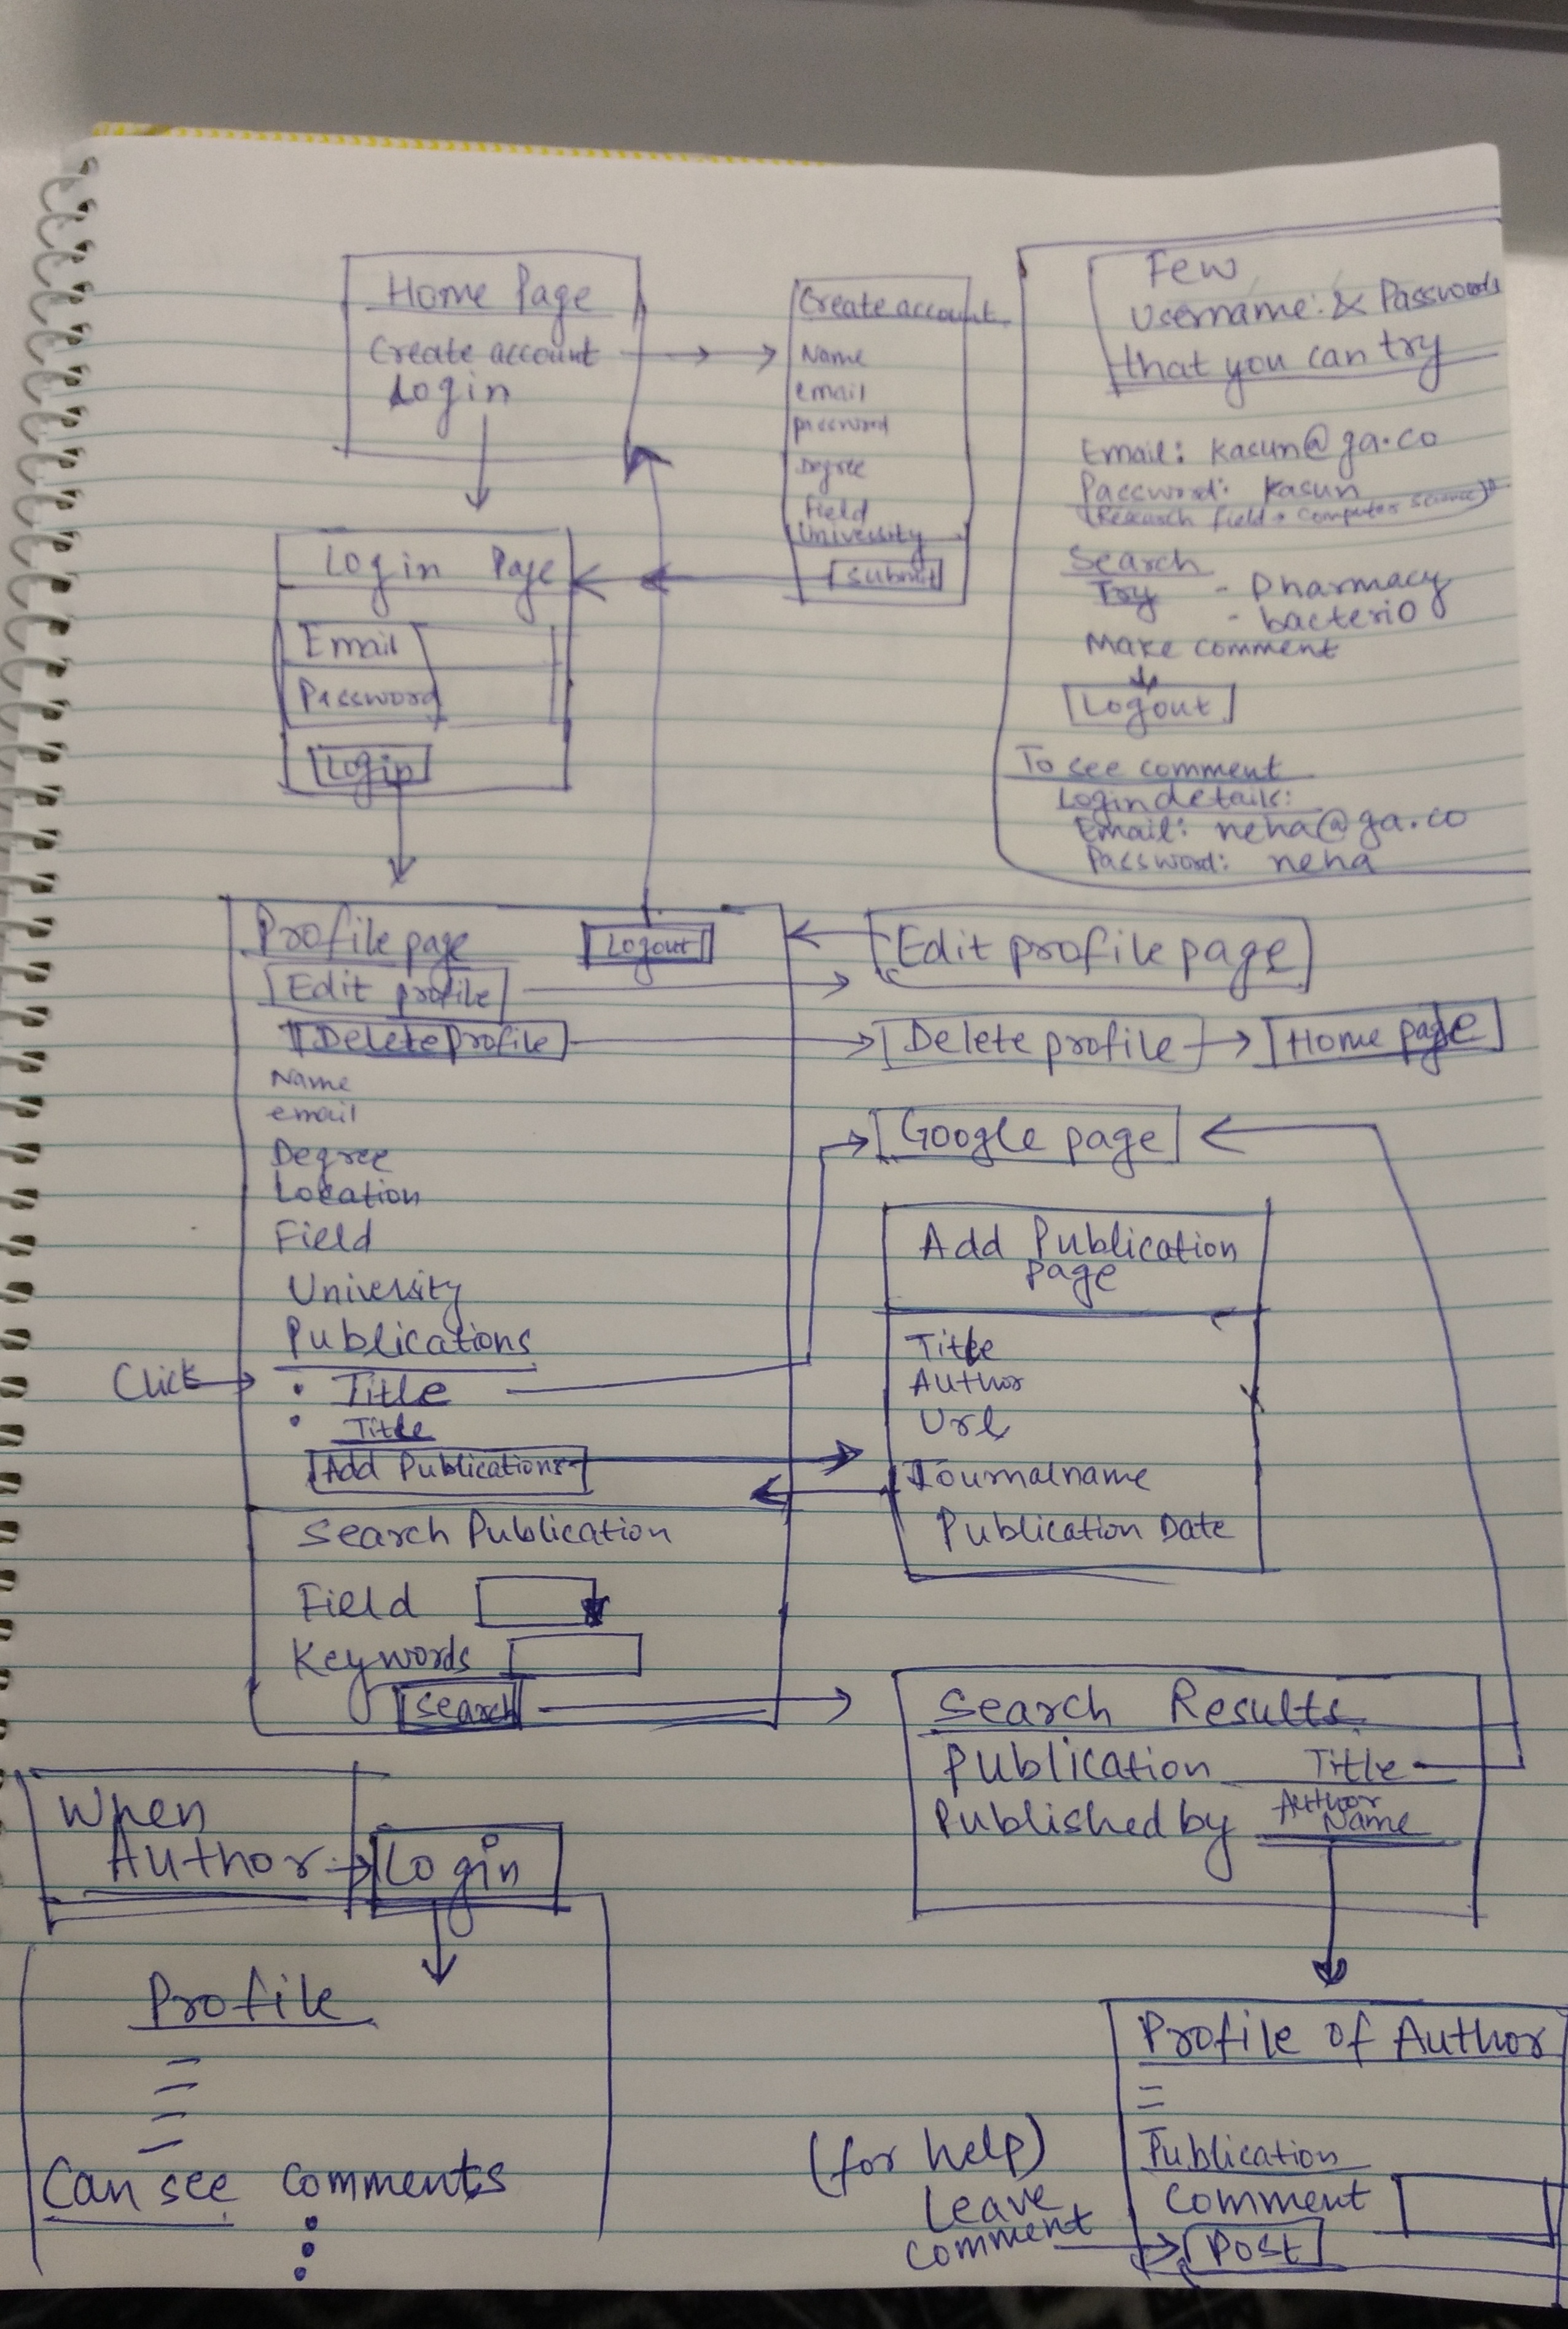 Home Page
Create account
Login
Create account
Name
email
password
Degree
Field
University
Submit
Few
Username & Passwords
that you can try
Email: kasun@ga.co
Password: kasun
(Research field → Computer Science)
Search
Try - Pharmacy
- bacterio
Make comment
Logout
To see comment
Login details:
Email: neha@ga.co
Password: neha
Login Page
Email
Password
Login
Profile page
Logout
Edit profile
Delete profile
Name
email
Degree
Location
Field
University
Publications
Click
• Title
• Title
Add Publications
Search Publication
Field
Keywords
Search
Edit profile page
Delete profile
Home page
Google page
Add Publication
Page
Title
Author
Url
Journalname
Publication Date
Search Results
Publication Title
Published by Author
Name
When
Author
Login
Profile
Can see comments
Profile of Author
Publication
Comment
Post
(for help)
Leave
comment